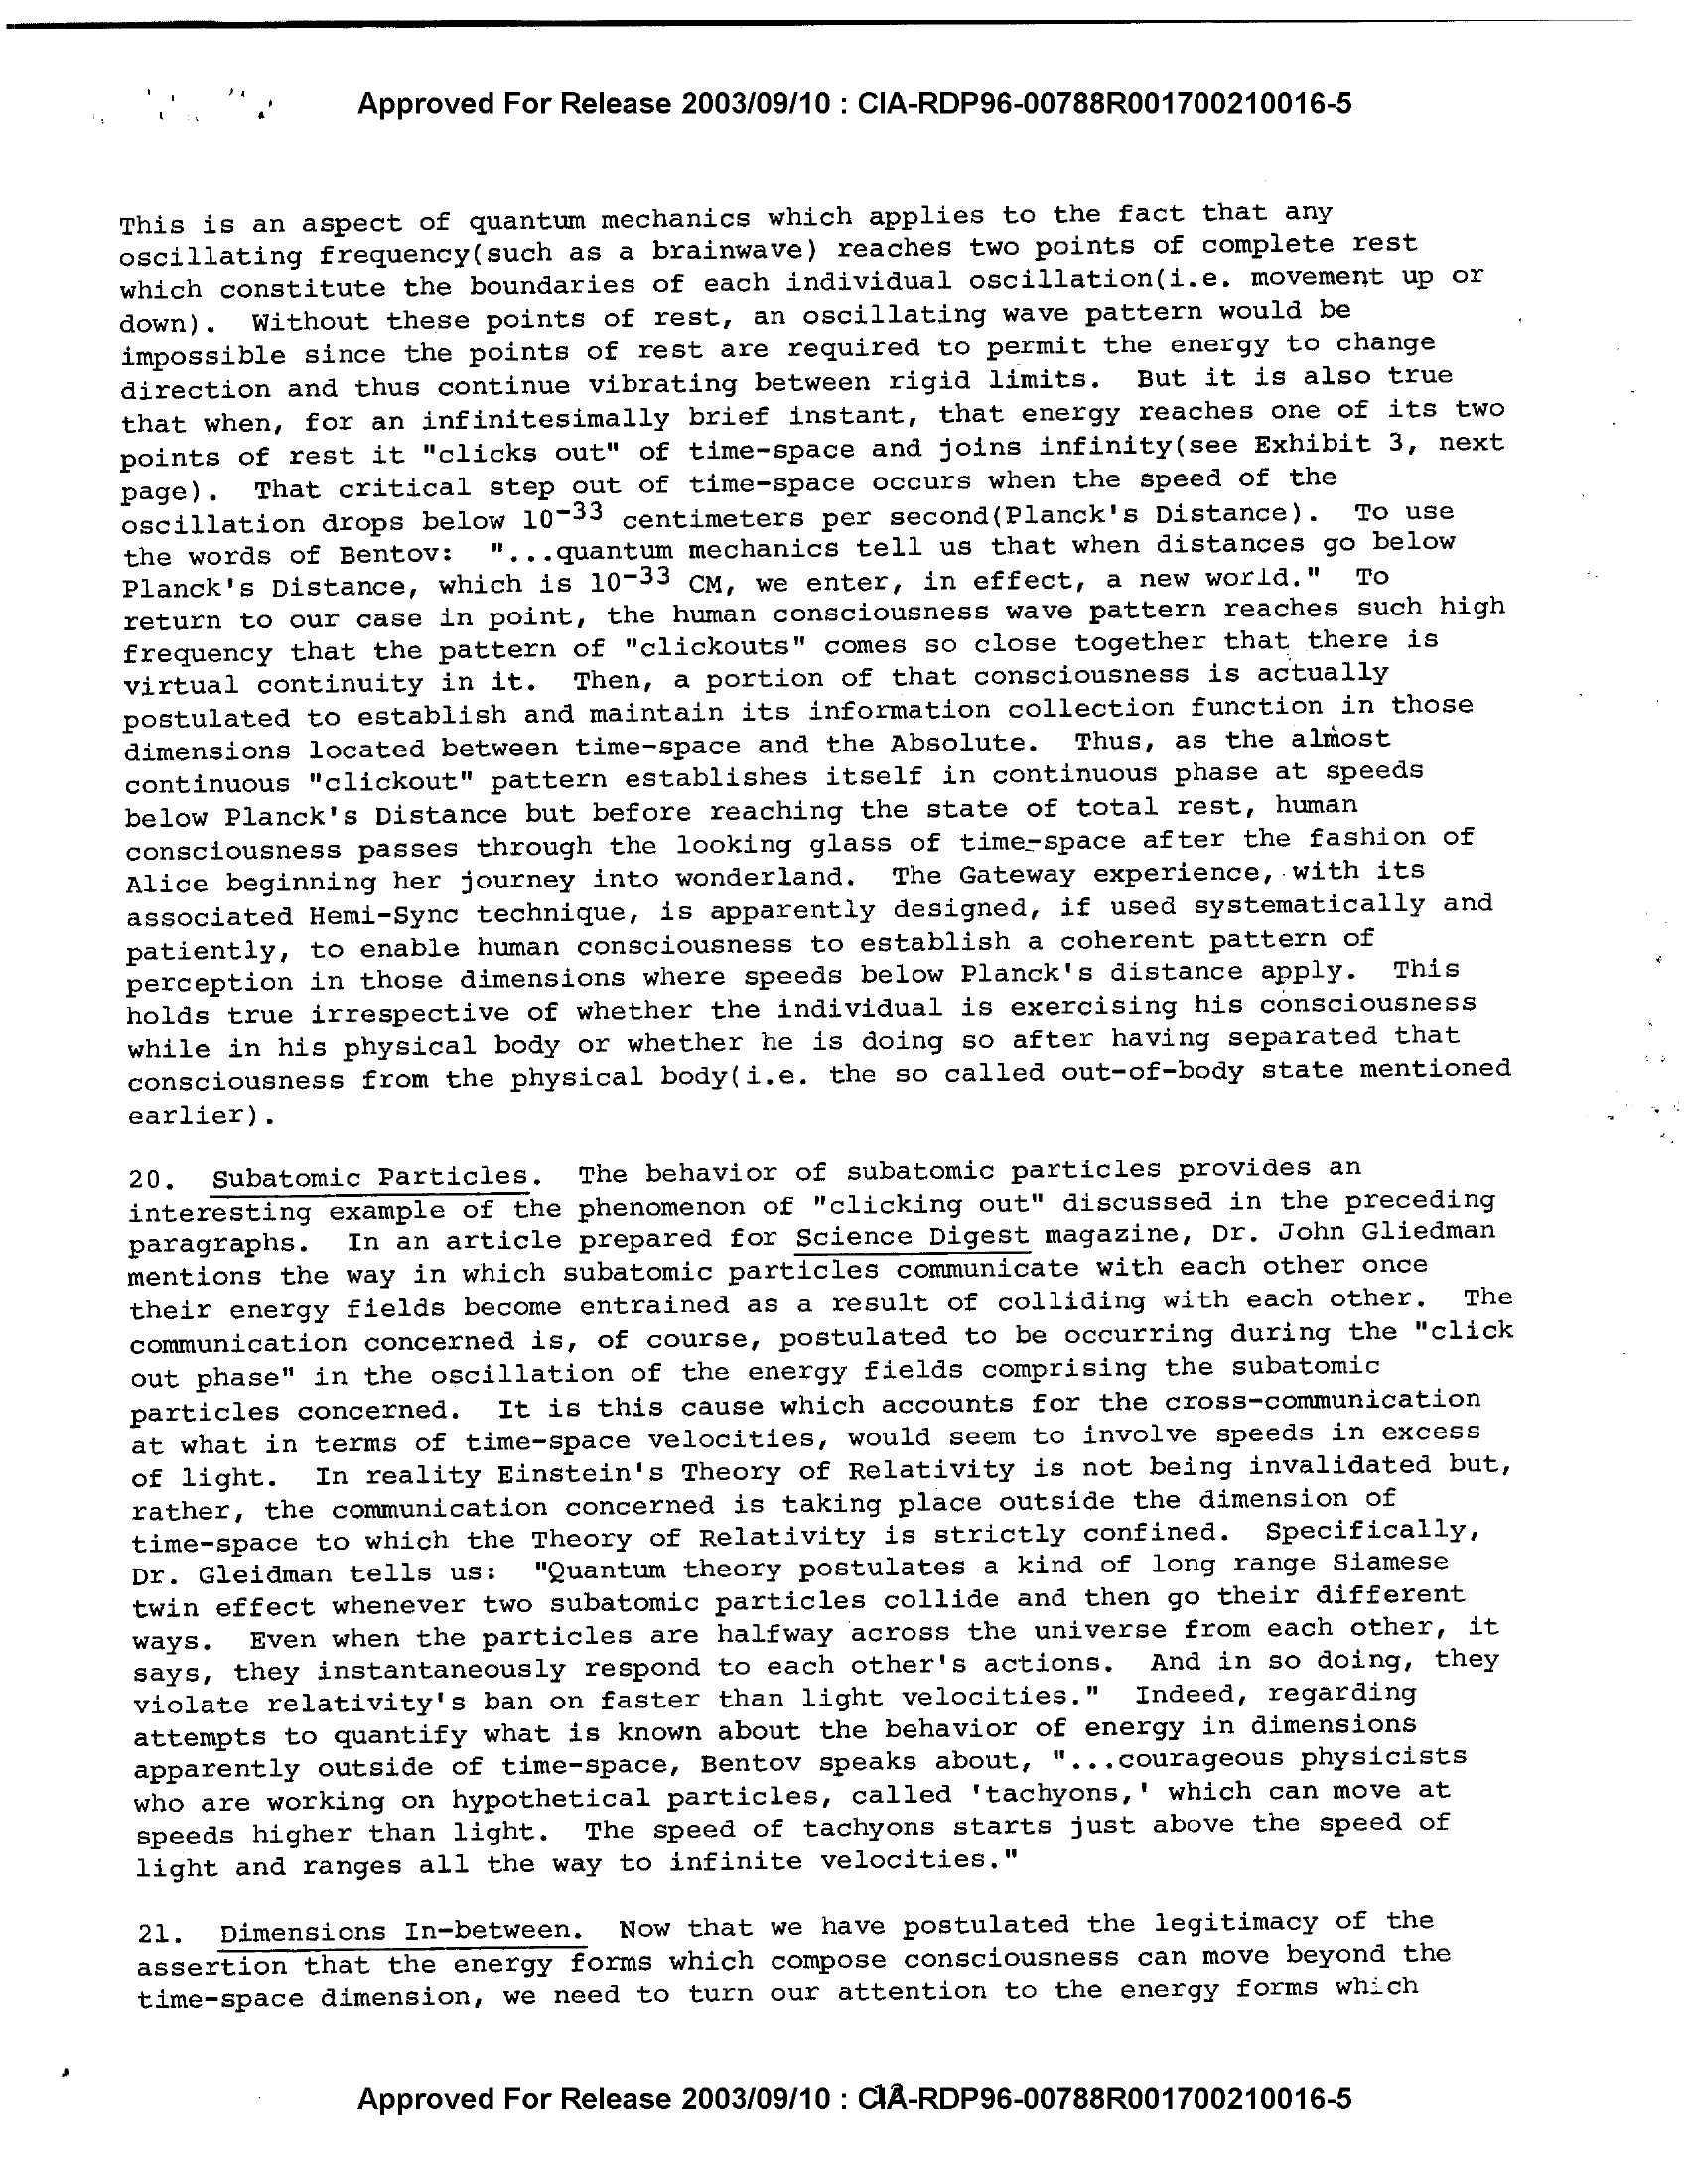 Approved For Release 2003/09/10 : CIA-RDP96-00788R001700210016-5
This is an aspect of quantum mechanics which applies to the fact that any
oscillating frequency(such as a brainwave) reaches two points of complete rest
which constitute the boundaries of each individual oscillation(i.e. movement up or
down).  Without these points of rest, an oscillating wave pattern would be
impossible since the points of rest are required to permit the energy to change
direction and thus continue vibrating between rigid limits.  But it is also true
that when, for an infinitesimally brief instant, that energy reaches one of its two
points of rest it "clicks out" of time-space and joins infinity(see Exhibit 3, next
page).  That critical step out of time-space occurs when the speed of the
oscillation drops below 10⁻³³ centimeters per second(Planck's Distance).  To use
the words of Bentov:  "...quantum mechanics tell us that when distances go below
Planck's Distance, which is 10⁻³³ CM, we enter, in effect, a new world."  To
return to our case in point, the human consciousness wave pattern reaches such high
frequency that the pattern of "clickouts" comes so close together that there is
virtual continuity in it.  Then, a portion of that consciousness is actually
postulated to establish and maintain its information collection function in those
dimensions located between time-space and the Absolute.  Thus, as the almost
continuous "clickout" pattern establishes itself in continuous phase at speeds
below Planck's Distance but before reaching the state of total rest, human
consciousness passes through the looking glass of time-space after the fashion of
Alice beginning her journey into wonderland.  The Gateway experience, with its
associated Hemi-Sync technique, is apparently designed, if used systematically and
patiently, to enable human consciousness to establish a coherent pattern of
perception in those dimensions where speeds below Planck's distance apply.  This
holds true irrespective of whether the individual is exercising his consciousness
while in his physical body or whether he is doing so after having separated that
consciousness from the physical body(i.e. the so called out-of-body state mentioned
earlier).
20.  Subatomic Particles.  The behavior of subatomic particles provides an
interesting example of the phenomenon of "clicking out" discussed in the preceding
paragraphs.  In an article prepared for Science Digest magazine, Dr. John Gliedman
mentions the way in which subatomic particles communicate with each other once
their energy fields become entrained as a result of colliding with each other.  The
communication concerned is, of course, postulated to be occurring during the "click
out phase" in the oscillation of the energy fields comprising the subatomic
particles concerned.  It is this cause which accounts for the cross-communication
at what in terms of time-space velocities, would seem to involve speeds in excess
of light.  In reality Einstein's Theory of Relativity is not being invalidated but,
rather, the communication concerned is taking place outside the dimension of
time-space to which the Theory of Relativity is strictly confined.  Specifically,
Dr. Gleidman tells us:  "Quantum theory postulates a kind of long range Siamese
twin effect whenever two subatomic particles collide and then go their different
ways.  Even when the particles are halfway across the universe from each other, it
says, they instantaneously respond to each other's actions.  And in so doing, they
violate relativity's ban on faster than light velocities."  Indeed, regarding
attempts to quantify what is known about the behavior of energy in dimensions
apparently outside of time-space, Bentov speaks about, "...courageous physicists
who are working on hypothetical particles, called 'tachyons,' which can move at
speeds higher than light.  The speed of tachyons starts just above the speed of
light and ranges all the way to infinite velocities."
21.  Dimensions In-between.  Now that we have postulated the legitimacy of the
assertion that the energy forms which compose consciousness can move beyond the
time-space dimension, we need to turn our attention to the energy forms which
Approved For Release 2003/09/10 : CIA-RDP96-00788R001700210016-5